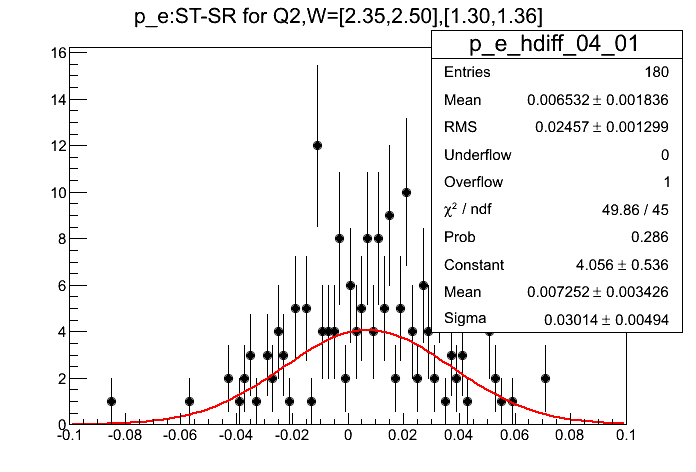 p_e:ST-SR for Q2,W=[2.35,2.50],[1.30,1.36]
p_e_hdiff_04_01
Entries 180
Mean 0.006532 ± 0.001836
RMS 0.02457 ± 0.001299
Underflow 0
Overflow 1
χ² / ndf 49.86 / 45
Prob 0.286
Constant 4.056 ± 0.536
Mean 0.007252 ± 0.003426
Sigma 0.03014 ± 0.00494
16
14
12
10
8
6
4
2
0
-0.1 -0.08 -0.06 -0.04 -0.02 0 0.02 0.04 0.06 0.08 0.1